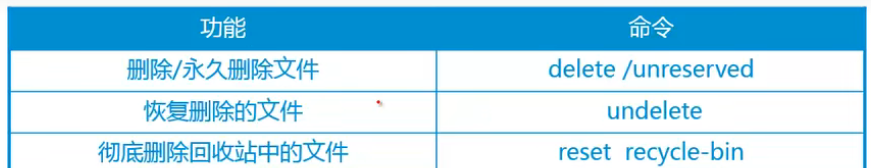 功能 命令
删除/永久删除文件 delete /unreserved
恢复删除的文件 undelete
彻底删除回收站中的文件 reset recycle-bin